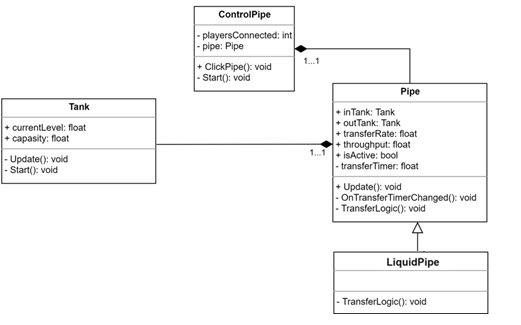 ControlPipe
- playersConnected: int
- pipe: Pipe
+ ClickPipe(): void
- Start(): void
1...1
Pipe
+ inTank: Tank
+ outTank: Tank
+ transferRate: float
+ throughput: float
+ isActive: bool
- transferTimer: float
+ Update(): void
- OnTransferTimerChanged(): void
- TransferLogic(): void
Tank
+ currentLevel: float
+ capasity: float
- Update(): void
- Start(): void
1...1
LiquidPipe
- TransferLogic(): void